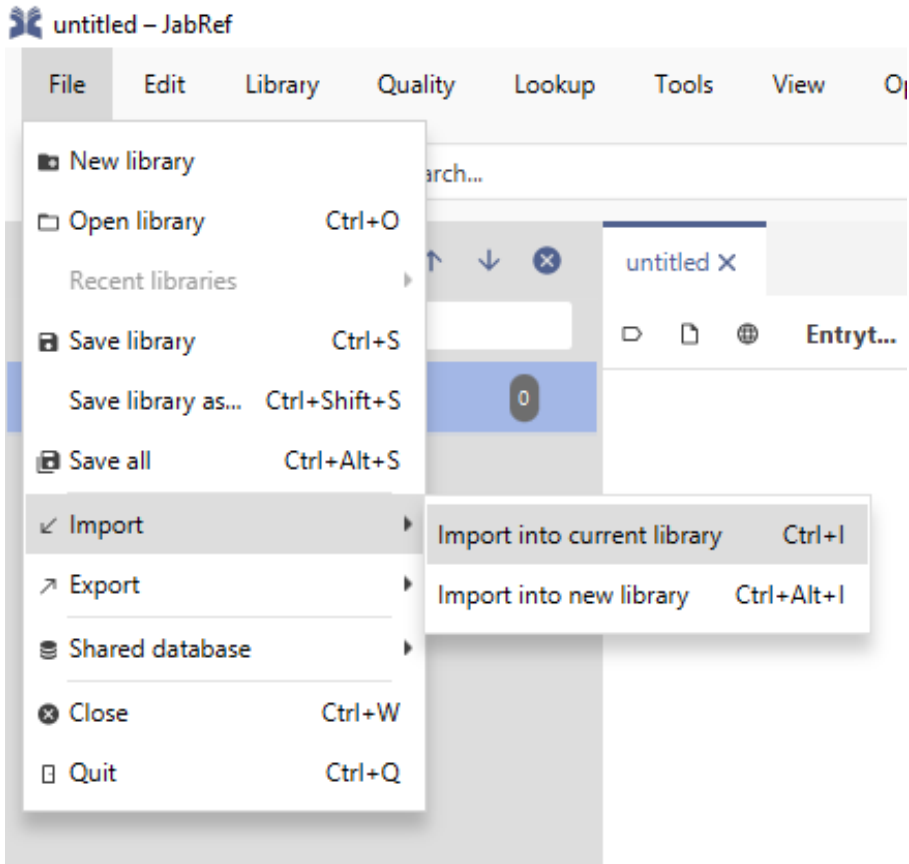 untitled – JabRef
File Edit Library Quality Lookup Tools View
New library
arch...
Open library Ctrl+O
untitled
Recent libraries
Save library Ctrl+S
Entryt...
Save library as... Ctrl+Shift+S
0
Save all Ctrl+Alt+S
Import
Import into current library Ctrl+I
Export
Import into new library Ctrl+Alt+I
Shared database
Close Ctrl+W
Quit Ctrl+Q